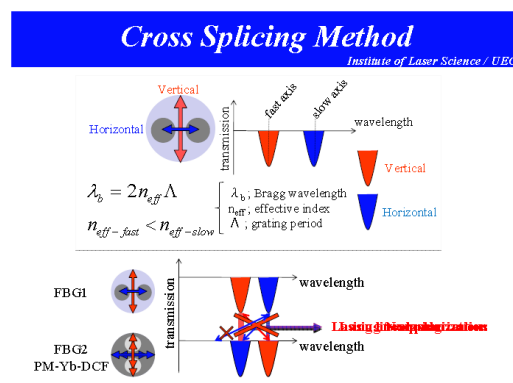 Cross Splicing Method
Institute of Laser Science / UEC
Vertical
Horizontal
transmission
fast axis
slow axis
wavelength
Vertical
Horizontal
λb = 2neffΛ
neff-fast < neff-slow
λb ; Bragg wavelength
neff ; effective index
Λ ; grating period
FBG1
FBG2
PM-Yb-DCF
transmission
wavelength
wavelength